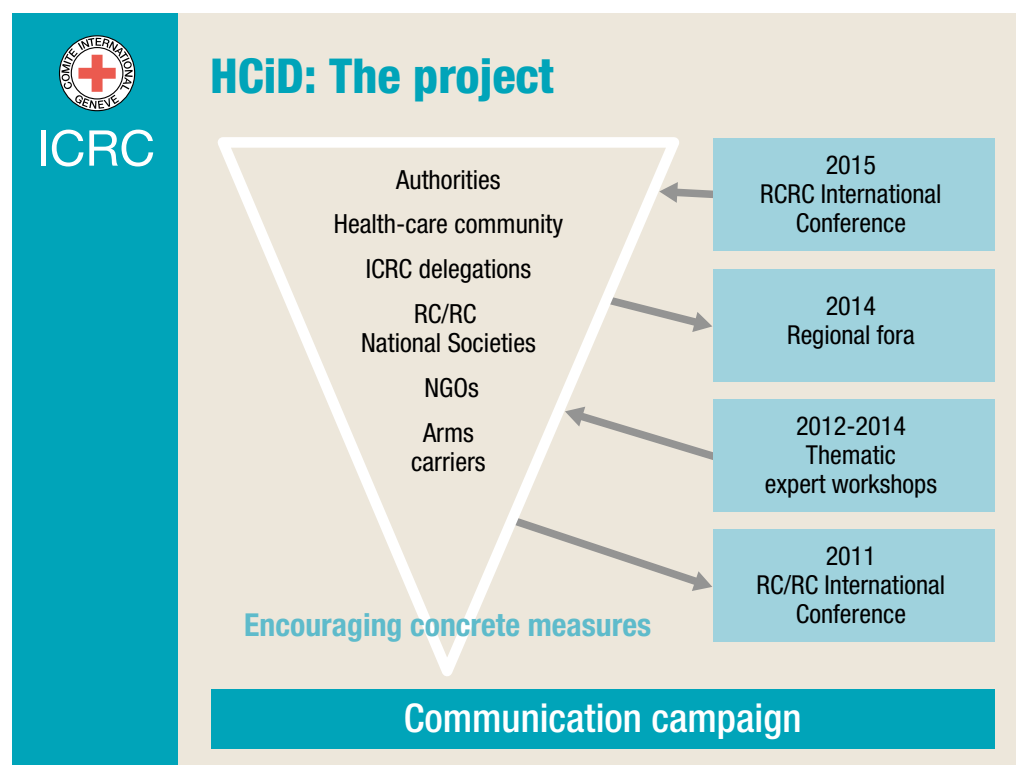 COMITE INTERNATIONAL
GENEVE
ICRC
HCiD: The project
Authorities
Health-care community
ICRC delegations
RC/RC
National Societies
NGOs
Arms
carriers
Encouraging concrete measures
2015
RCRC International
Conference
2014
Regional fora
2012-2014
Thematic
expert workshops
2011
RC/RC International
Conference
Communication campaign